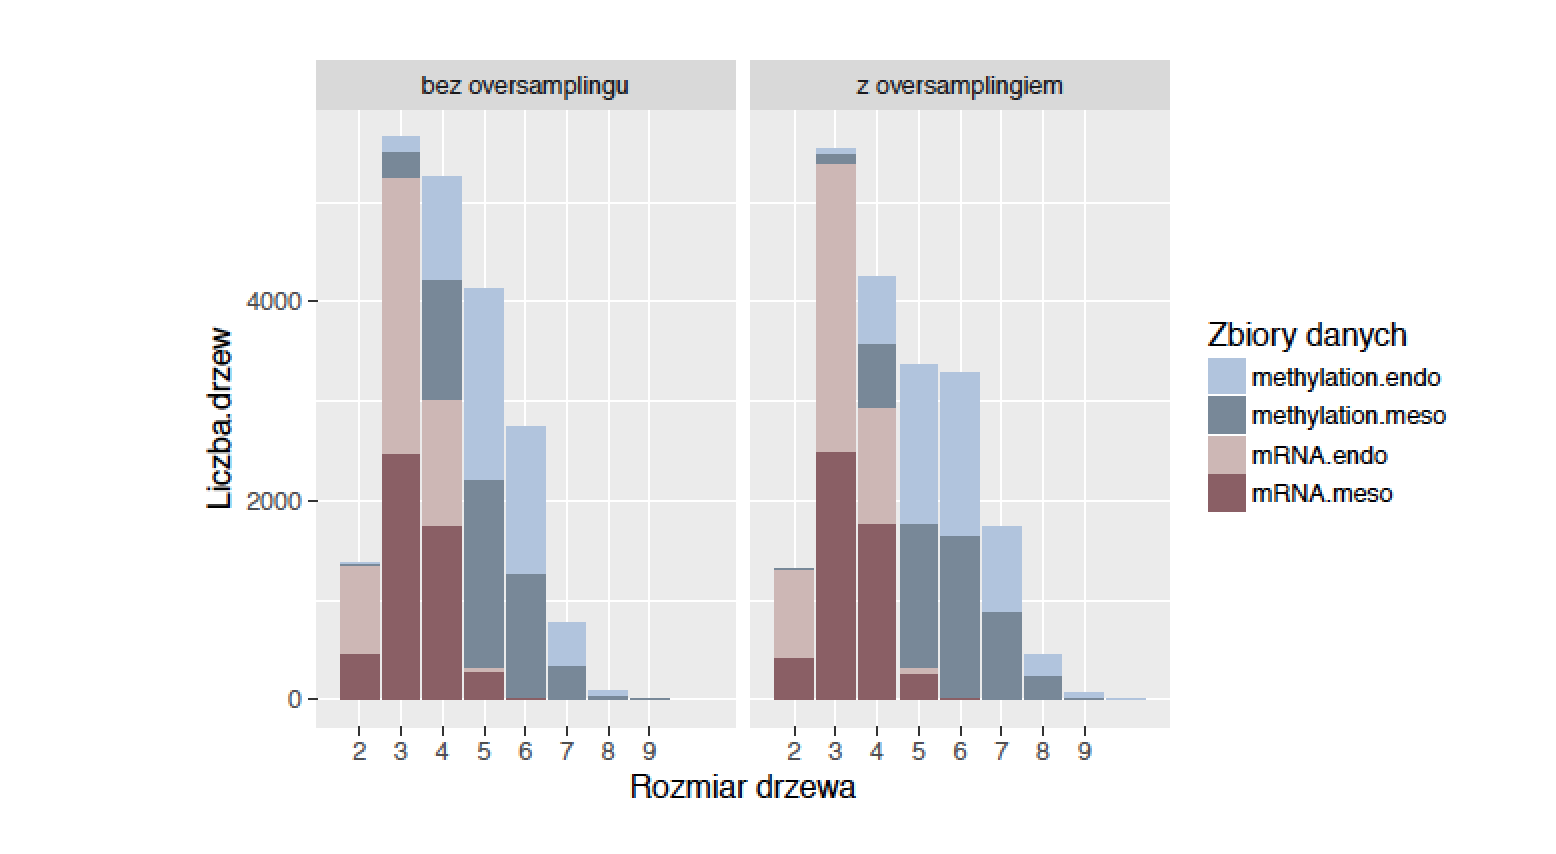 bez oversamplingu
z oversamplingiem
Liczba.drzew
4000
2000
0
2 3 4 5 6 7 8 9
2 3 4 5 6 7 8 9
Rozmiar drzewa
Zbiory danych
methylation.endo
methylation.meso
mRNA.endo
mRNA.meso